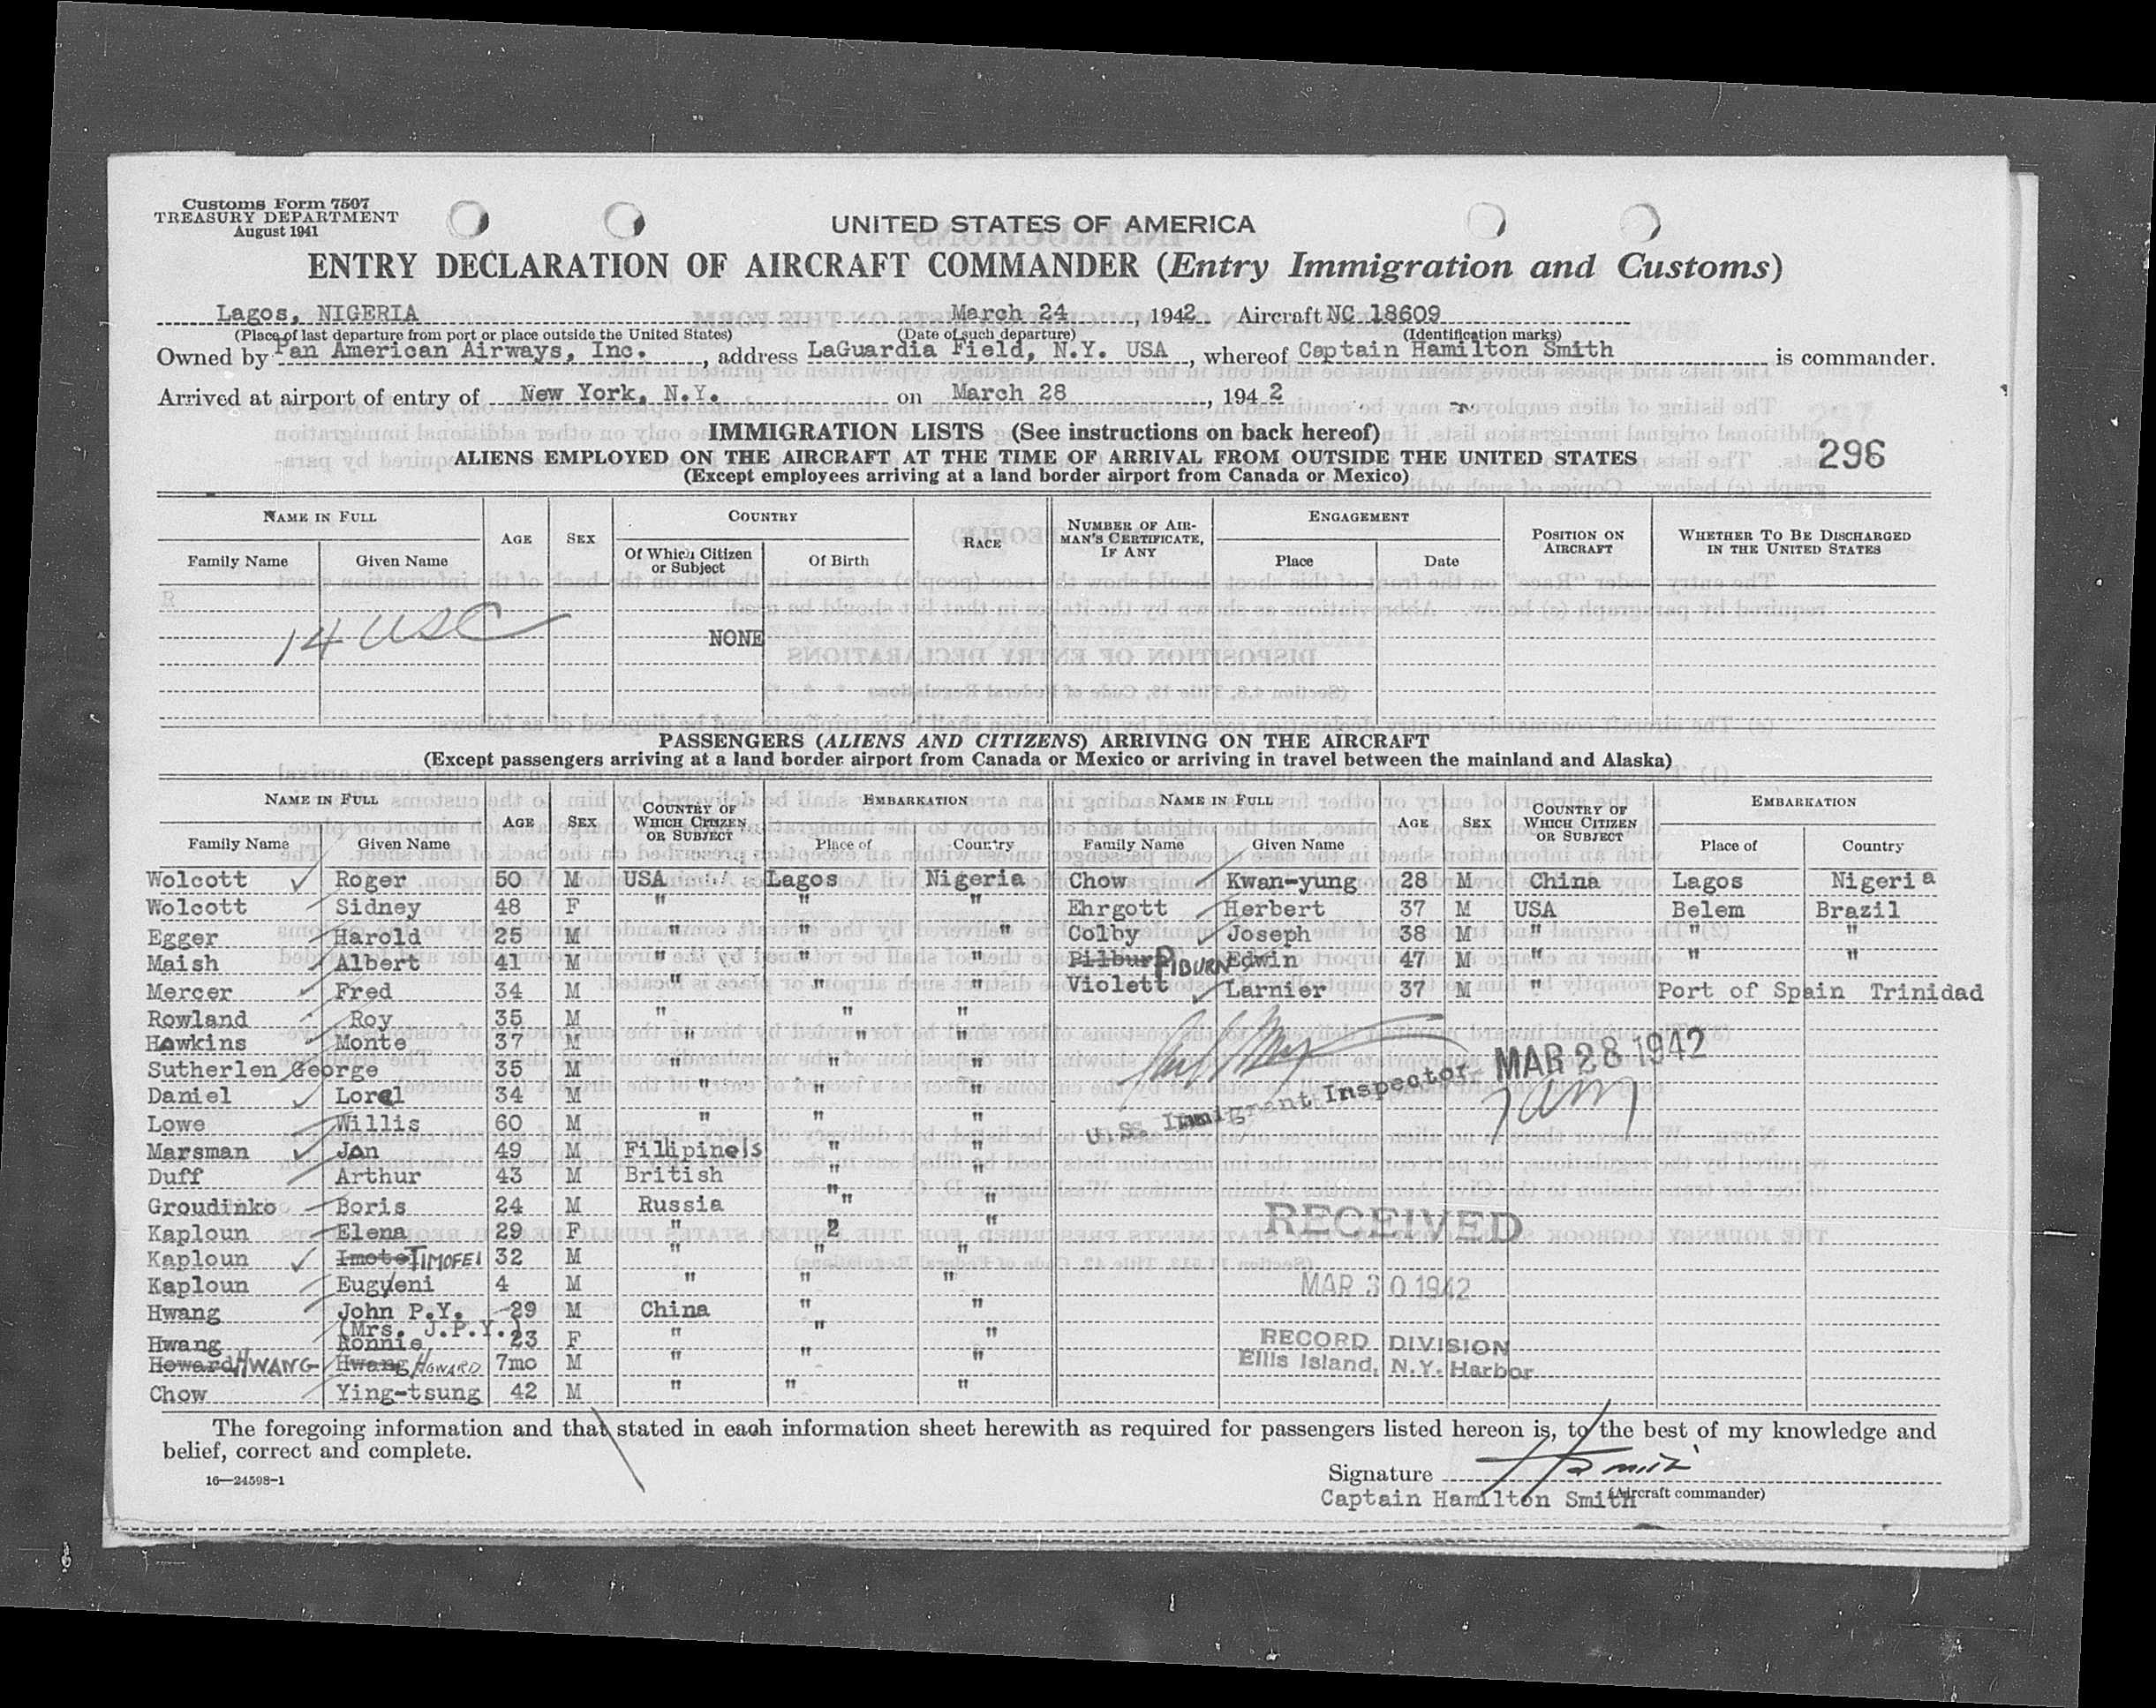 Customs Form 7507
TREASURY DEPARTMENT
August 1941
UNITED STATES OF AMERICA
ENTRY DECLARATION OF AIRCRAFT COMMANDER (Entry Immigration and Customs)
Lagos, NIGERIA March 24, 1942 Aircraft NC 18609
(Place of last departure from port or place outside the United States) (Date of such departure) (Identification marks)
Owned by Pan American Airways, Inc., address LaGuardia Field, N.Y. USA, whereof Captain Hamilton Smith is commander.
Arrived at airport of entry of New York, N.Y. on March 28, 1942
IMMIGRATION LISTS (See instructions on back hereof)
ALIENS EMPLOYED ON THE AIRCRAFT AT THE TIME OF ARRIVAL FROM OUTSIDE THE UNITED STATES
296
(Except employees arriving at a land border airport from Canada or Mexico)
NAME IN FULL AGE SEX COUNTRY RACE NUMBER OF AIRMAN'S CERTIFICATE, IF ANY ENGAGEMENT POSITION ON AIRCRAFT WHETHER TO BE DISCHARGED IN THE UNITED STATES
Family Name Given Name Of Which Citizen or Subject Of Birth Place Date
R
14 USC NONE
PASSENGERS (ALIENS AND CITIZENS) ARRIVING ON THE AIRCRAFT
(Except passengers arriving at a land border airport from Canada or Mexico or arriving in travel between the mainland and Alaska)
NAME IN FULL AGE SEX COUNTRY OF WHICH CITIZEN OR SUBJECT EMBARKATION NAME IN FULL AGE SEX COUNTRY OF WHICH CITIZEN OR SUBJECT EMBARKATION
Family Name Given Name Place of Country Family Name Given Name Place of Country
Wolcott Roger 50 M USA Lagos Nigeria Chow Kwan-yung 28 M China Lagos Nigeria
Wolcott Sidney 48 F " " " Ehrgott Herbert 37 M USA Belem Brazil
Egger Harold 25 M " " " Colby Joseph 38 M " " "
Maish Albert 41 M " " " Pilburn PIBURN Edwin 47 M " " "
Mercer Fred 34 M " " " Violett Larnier 37 M " Port of Spain Trinidad
Rowland Roy 35 M " " "
Hawkins Monte 37 M " " "
Sutherlen George 35 M " " "
Daniel Loral 34 M " " "
Lowe Willis 60 M " " "
Marsman Jan 49 M Fillipinels " "
Duff Arthur 43 M British " "
Groudinko Boris 24 M Russia " " "
Kaploun Elena 29 F " " "
Kaploun Imoto TIMOFEI 32 M " " "
Kaploun Eugyeni 4 M " " "
Hwang John P.Y. 29 M China " "
Hwang (Mrs. J.P.Y.) Ronnie 23 F " " "
Howard HWANG Hwang HOWARD 7mo M " " "
Chow Ying-tsung 42 M " " "
U.S. Immigrant Inspector MAR 28 1942
7 am
RECEIVED
MAR 30 1942
RECORD DIVISION
Ellis Island, N.Y. Harbor
The foregoing information and that stated in each information sheet herewith as required for passengers listed hereon is, to the best of my knowledge and
belief, correct and complete.
16—24598-1
Signature H Smith
Captain Hamilton Smith (Aircraft commander)